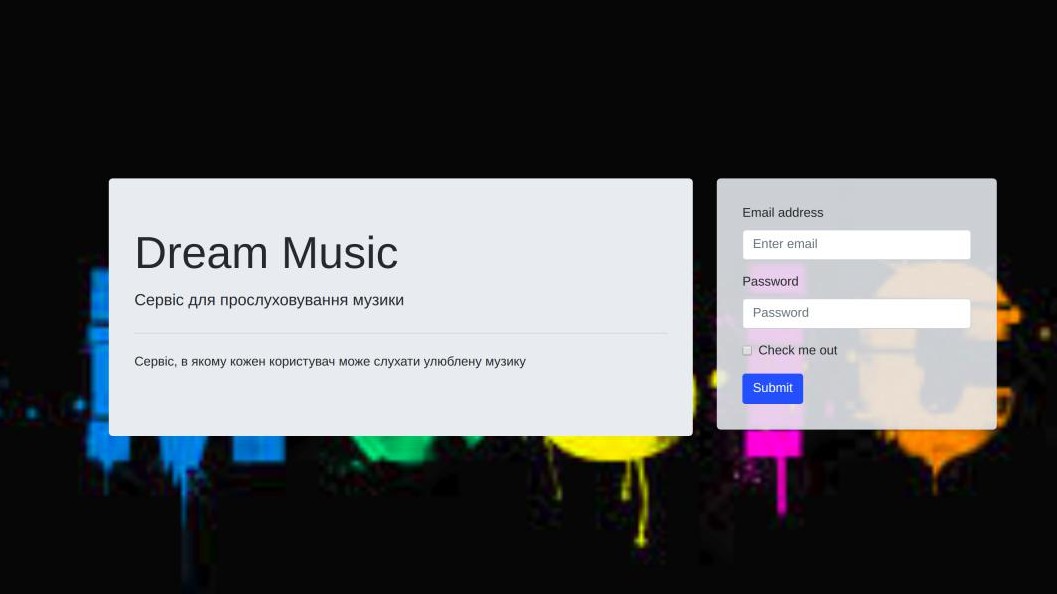 Dream Music
Сервіс для прослуховування музики
Сервіс, в якому кожен користувач може слухати улюблену музику
Email address
Enter email
Password
Password
Check me out
Submit